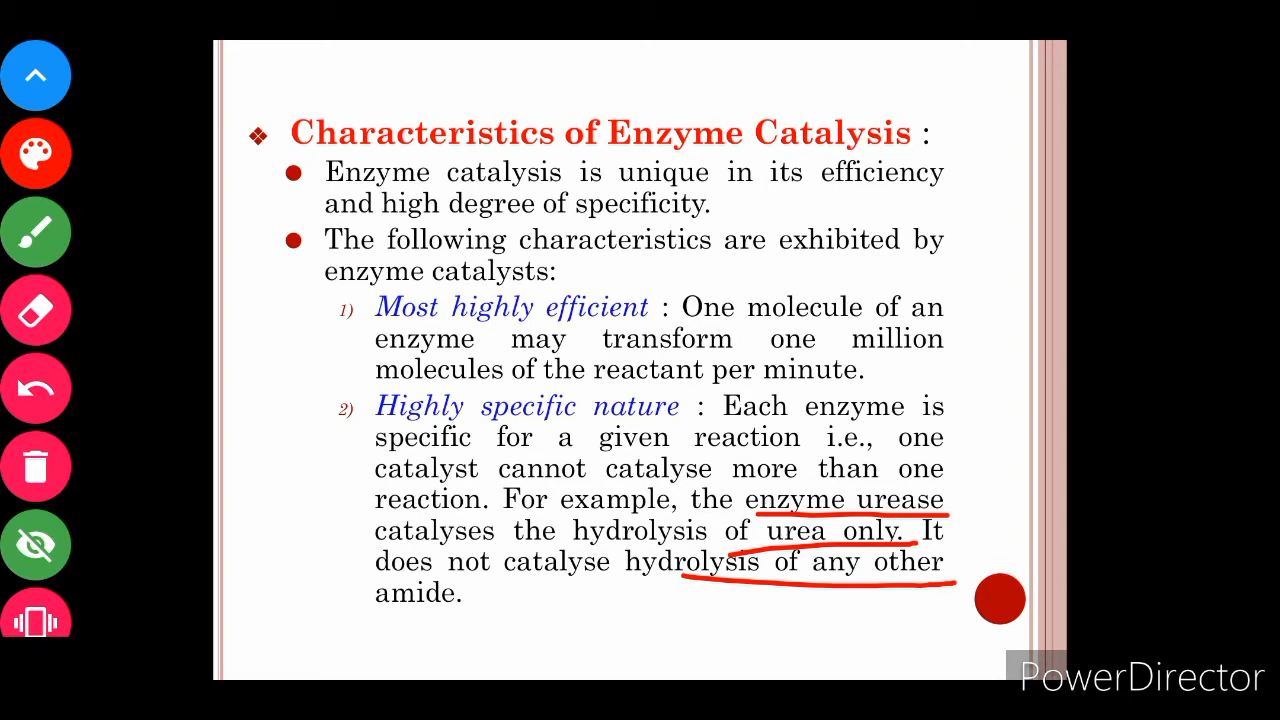 Characteristics of Enzyme Catalysis :
Enzyme catalysis is unique in its efficiency
and high degree of specificity.
The following characteristics are exhibited by
enzyme catalysts:
1) Most highly efficient : One molecule of an
enzyme may transform one million
molecules of the reactant per minute.
2) Highly specific nature : Each enzyme is
specific for a given reaction i.e., one
catalyst cannot catalyse more than one
reaction. For example, the enzyme urease
catalyses the hydrolysis of urea only. It
does not catalyse hydrolysis of any other
amide.
PowerDirector